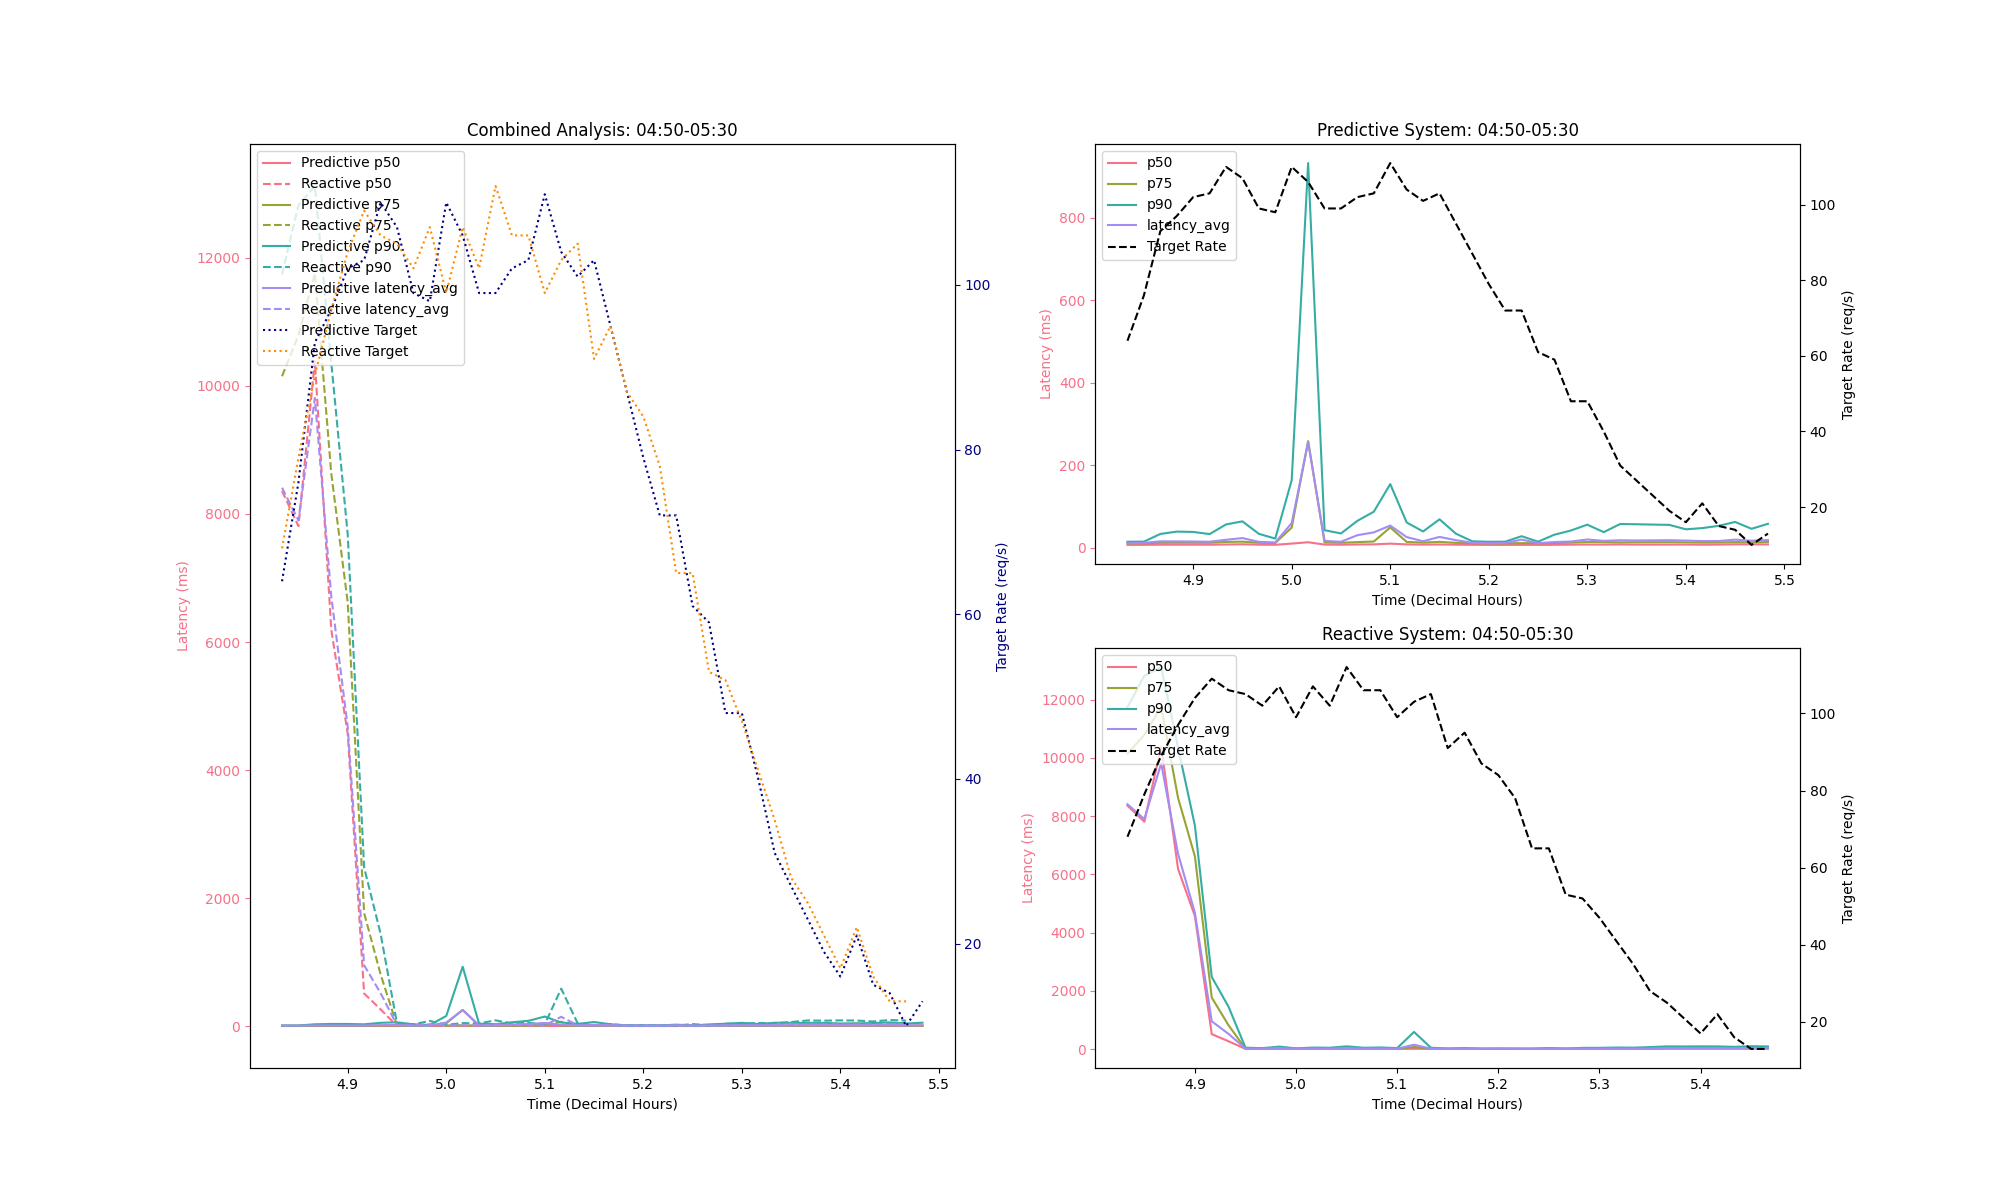 Combined Analysis: 04:50-05:30
Predictive p50
Reactive p50
Predictive p75
Reactive p75
Predictive p90
Reactive p90
Predictive latency_avg
Reactive latency_avg
Predictive Target
Reactive Target
12000
10000
8000
6000
4000
2000
0
Latency (ms)
100
80
60
40
20
Target Rate (req/s)
4.9 5.0 5.1 5.2 5.3 5.4 5.5
Time (Decimal Hours)
Predictive System: 04:50-05:30
p50
p75
p90
latency_avg
Target Rate
800
600
400
200
0
Latency (ms)
100
80
60
40
20
Target Rate (req/s)
4.9 5.0 5.1 5.2 5.3 5.4 5.5
Time (Decimal Hours)
Reactive System: 04:50-05:30
p50
p75
p90
latency_avg
Target Rate
12000
10000
8000
6000
4000
2000
0
Latency (ms)
100
80
60
40
20
Target Rate (req/s)
4.9 5.0 5.1 5.2 5.3 5.4
Time (Decimal Hours)